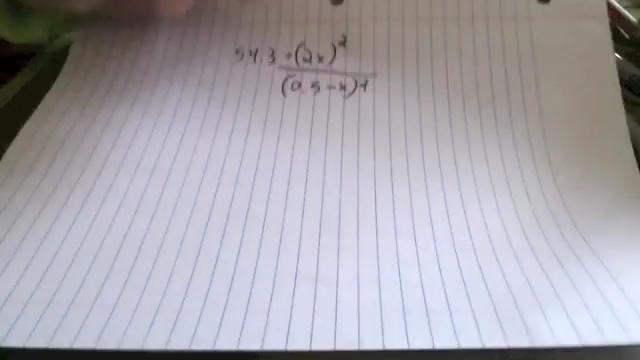 54.3 = (2x)²
(0.5-x)²